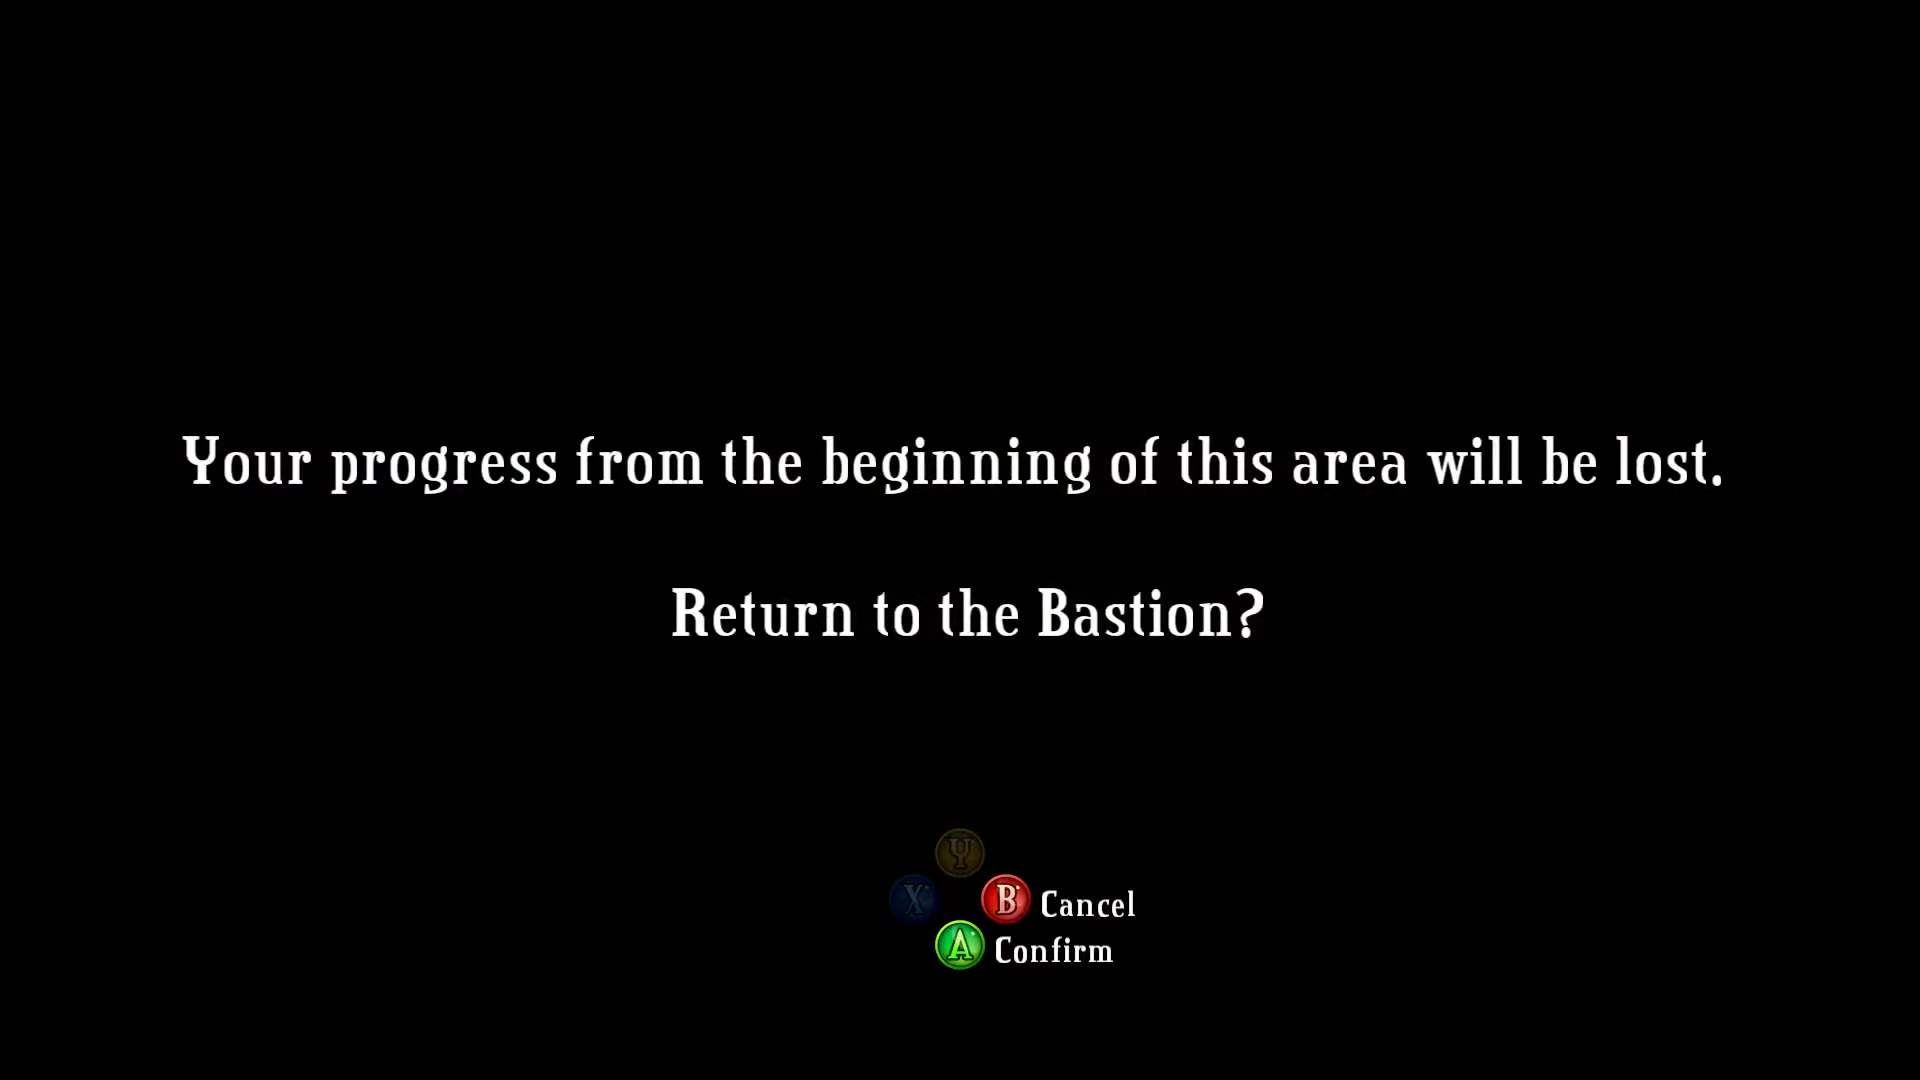 Your progress from the beginning of this area will be lost.
Return to the Bastion?
Y
X B Cancel
A Confirm